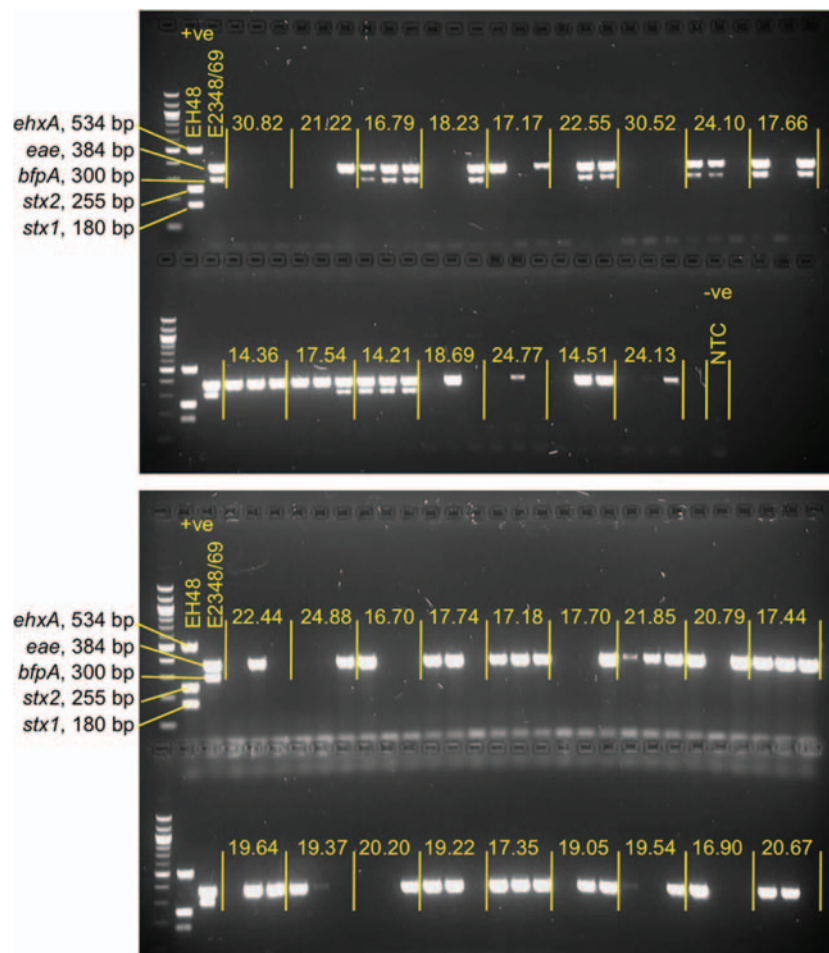 +ve
EH48
E2348/69
ehxA, 534 bp
eae, 384 bp
bfpA, 300 bp
stx2, 255 bp
stx1, 180 bp
30.82 21.22 16.79 18.23 17.17 22.55 30.52 24.10 17.66
-ve
NTC
14.36 17.54 14.21 18.69 24.77 14.51 24.13
+ve
EH48
E2348/69
ehxA, 534 bp
eae, 384 bp
bfpA, 300 bp
stx2, 255 bp
stx1, 180 bp
22.44 24.88 16.70 17.74 17.18 17.70 21.85 20.79 17.44
19.64 19.37 20.20 19.22 17.35 19.05 19.54 16.90 20.67